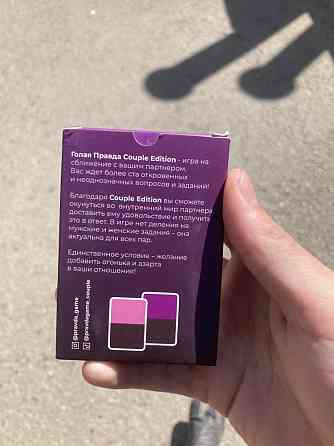 Голая Правда Couple Edition - игра на
сближение с вашим партнером.
Вас ждет более ста откровенных
и неоднозначных вопросов и заданий!
Благодаря Couple Edition вы сможете
окунуться во внутренний мир партнера
доставить ему удовольствие и получить
это в ответ. В игре нет деления на
мужские и женские задания – она
актуальна для всех пар.
Единственное условие – желание
добавить огонька и азарта
в ваши отношения!
@pravda_game
@pravdagame_couple